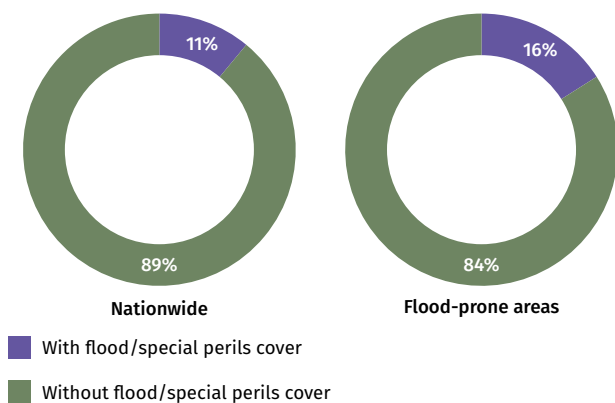 11%
89%
Nationwide
16%
84%
Flood-prone areas
With flood/special perils cover
Without flood/special perils cover